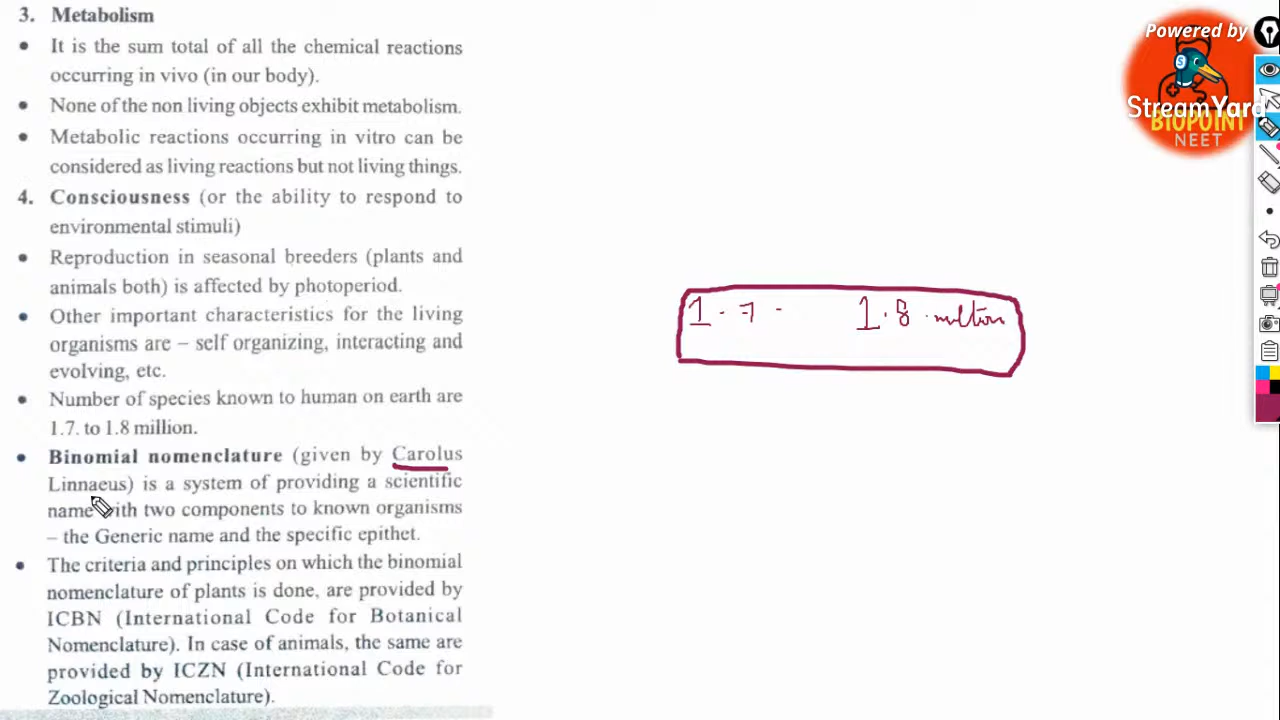 3. Metabolism
• It is the sum total of all the chemical reactions
occurring in vivo (in our body).
• None of the non living objects exhibit metabolism.
• Metabolic reactions occurring in vitro can be
considered as living reactions but not living things.
4. Consciousness (or the ability to respond to
environmental stimuli)
• Reproduction in seasonal breeders (plants and
animals both) is affected by photoperiod.
• Other important characteristics for the living
organisms are – self organizing, interacting and
evolving, etc.
• Number of species known to human on earth are
1.7. to 1.8 million.
• Binomial nomenclature (given by Carolus
Linnaeus) is a system of providing a scientific
name with two components to known organisms
– the Generic name and the specific epithet.
• The criteria and principles on which the binomial
nomenclature of plants is done, are provided by
ICBN (International Code for Botanical
Nomenclature). In case of animals, the same are
provided by ICZN (International Code for
Zoological Nomenclature).
1.7 - 1.8 million
Powered by
StreamYard
BIOPOINT
NEET